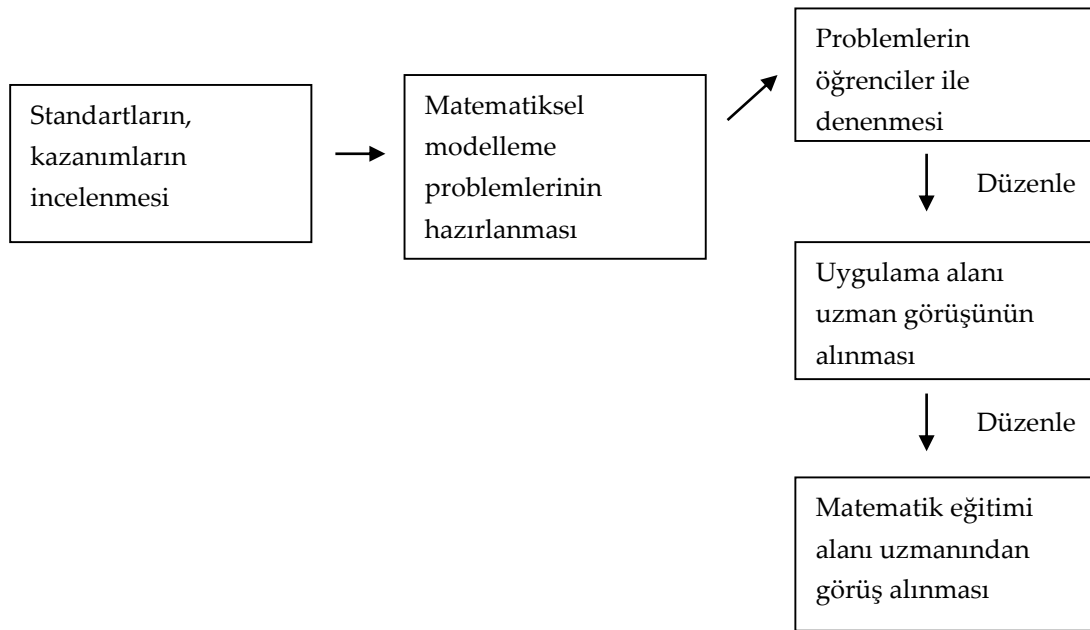 Standartların,
kazanımların
incelenmesi
Matematiksel
modelleme
problemlerinin
hazırlanması
Problemlerin
öğrenciler ile
denenmesi
Düzenle
Uygulama alanı
uzman görüşünün
alınması
Düzenle
Matematik eğitimi
alanı uzmanından
görüş alınması